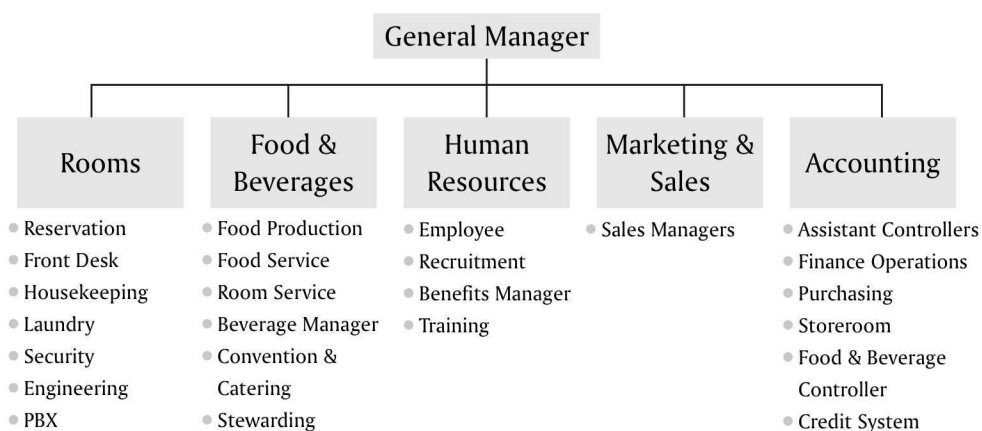 General Manager
Rooms
Reservation
Front Desk
Housekeeping
Laundry
Security
Engineering
PBX
Food &
Beverages
Food Production
Food Service
Room Service
Beverage Manager
Convention &
Catering
Stewarding
Human
Resources
Employee
Recruitment
Benefits Manager
Training
Marketing &
Sales
Sales Managers
Accounting
Assistant Controllers
Finance Operations
Purchasing
Storeroom
Food & Beverage
Controller
Credit System